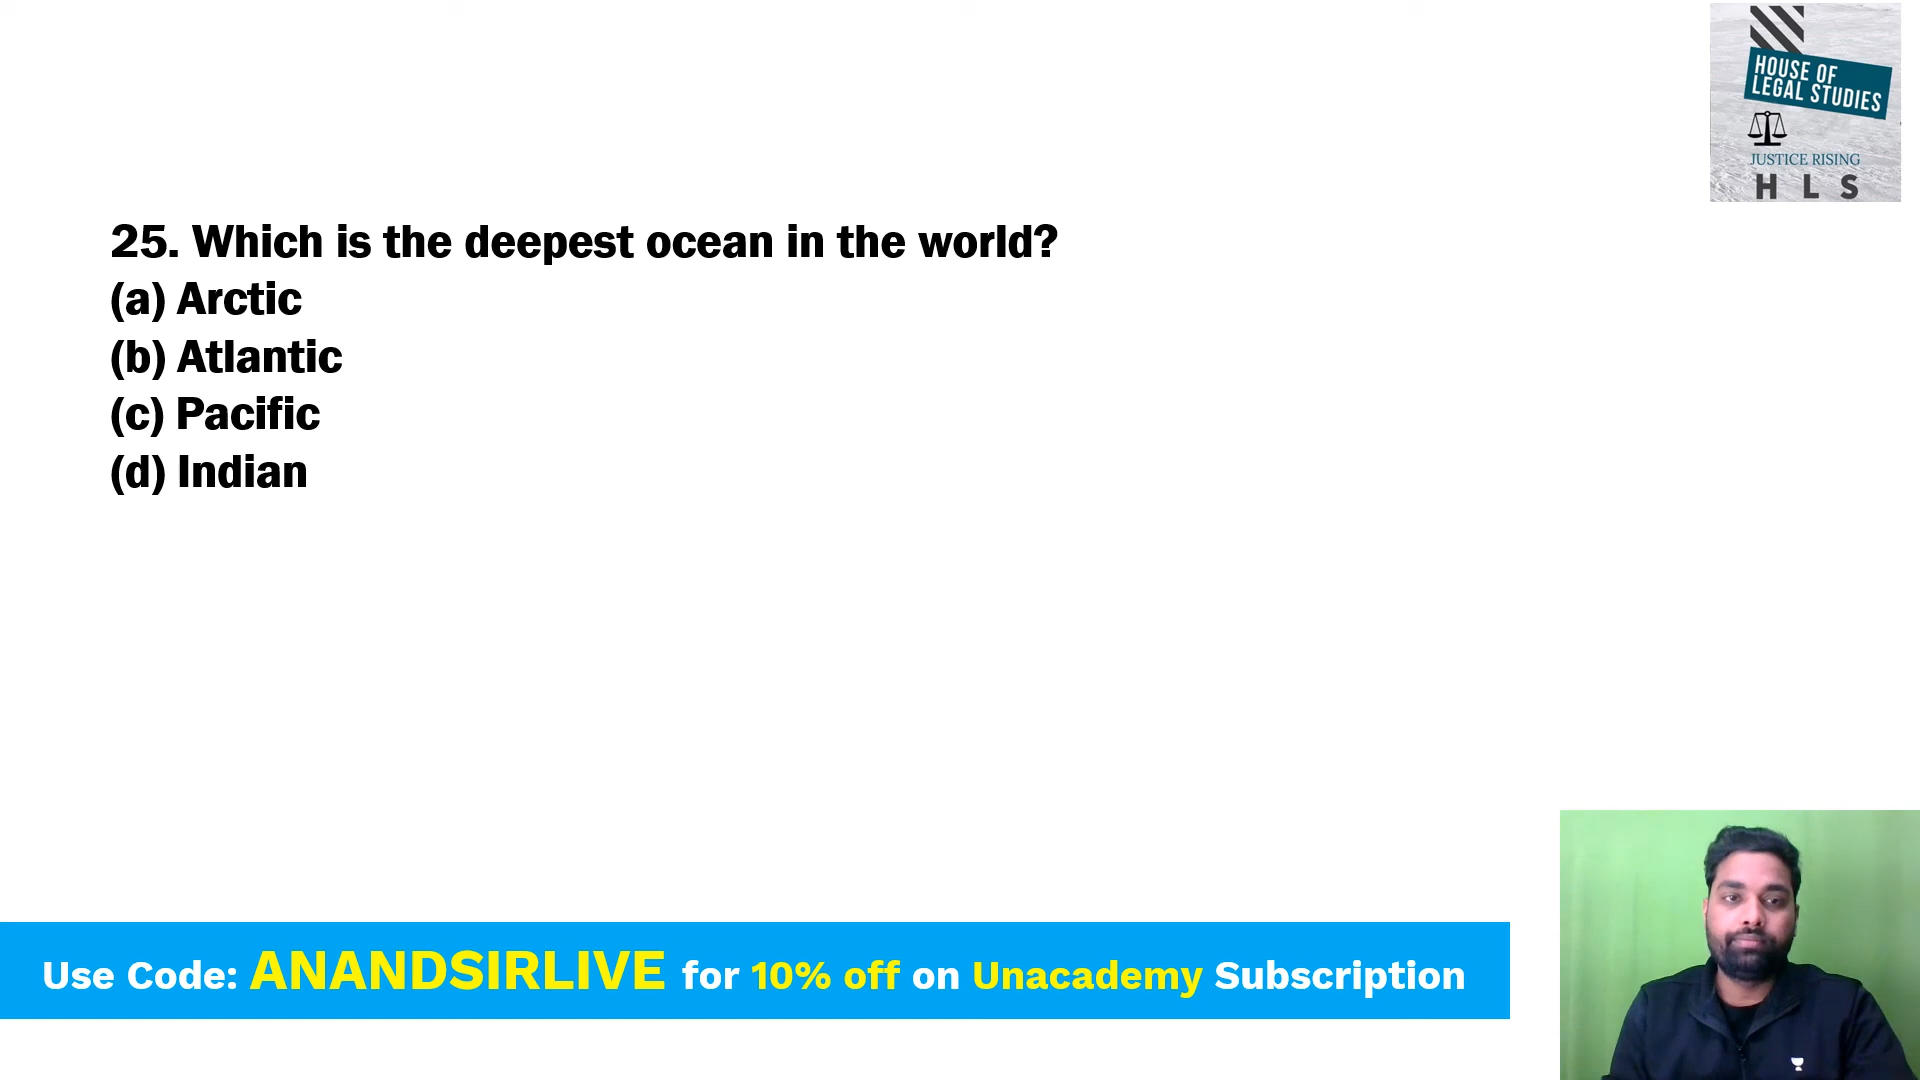 HOUSE OF
LEGAL STUDIES
JUSTICE RISING
H L S
25. Which is the deepest ocean in the world?
(a) Arctic
(b) Atlantic
(c) Pacific
(d) Indian
Use Code: ANANDSIRLIVE for 10% off on Unacademy Subscription